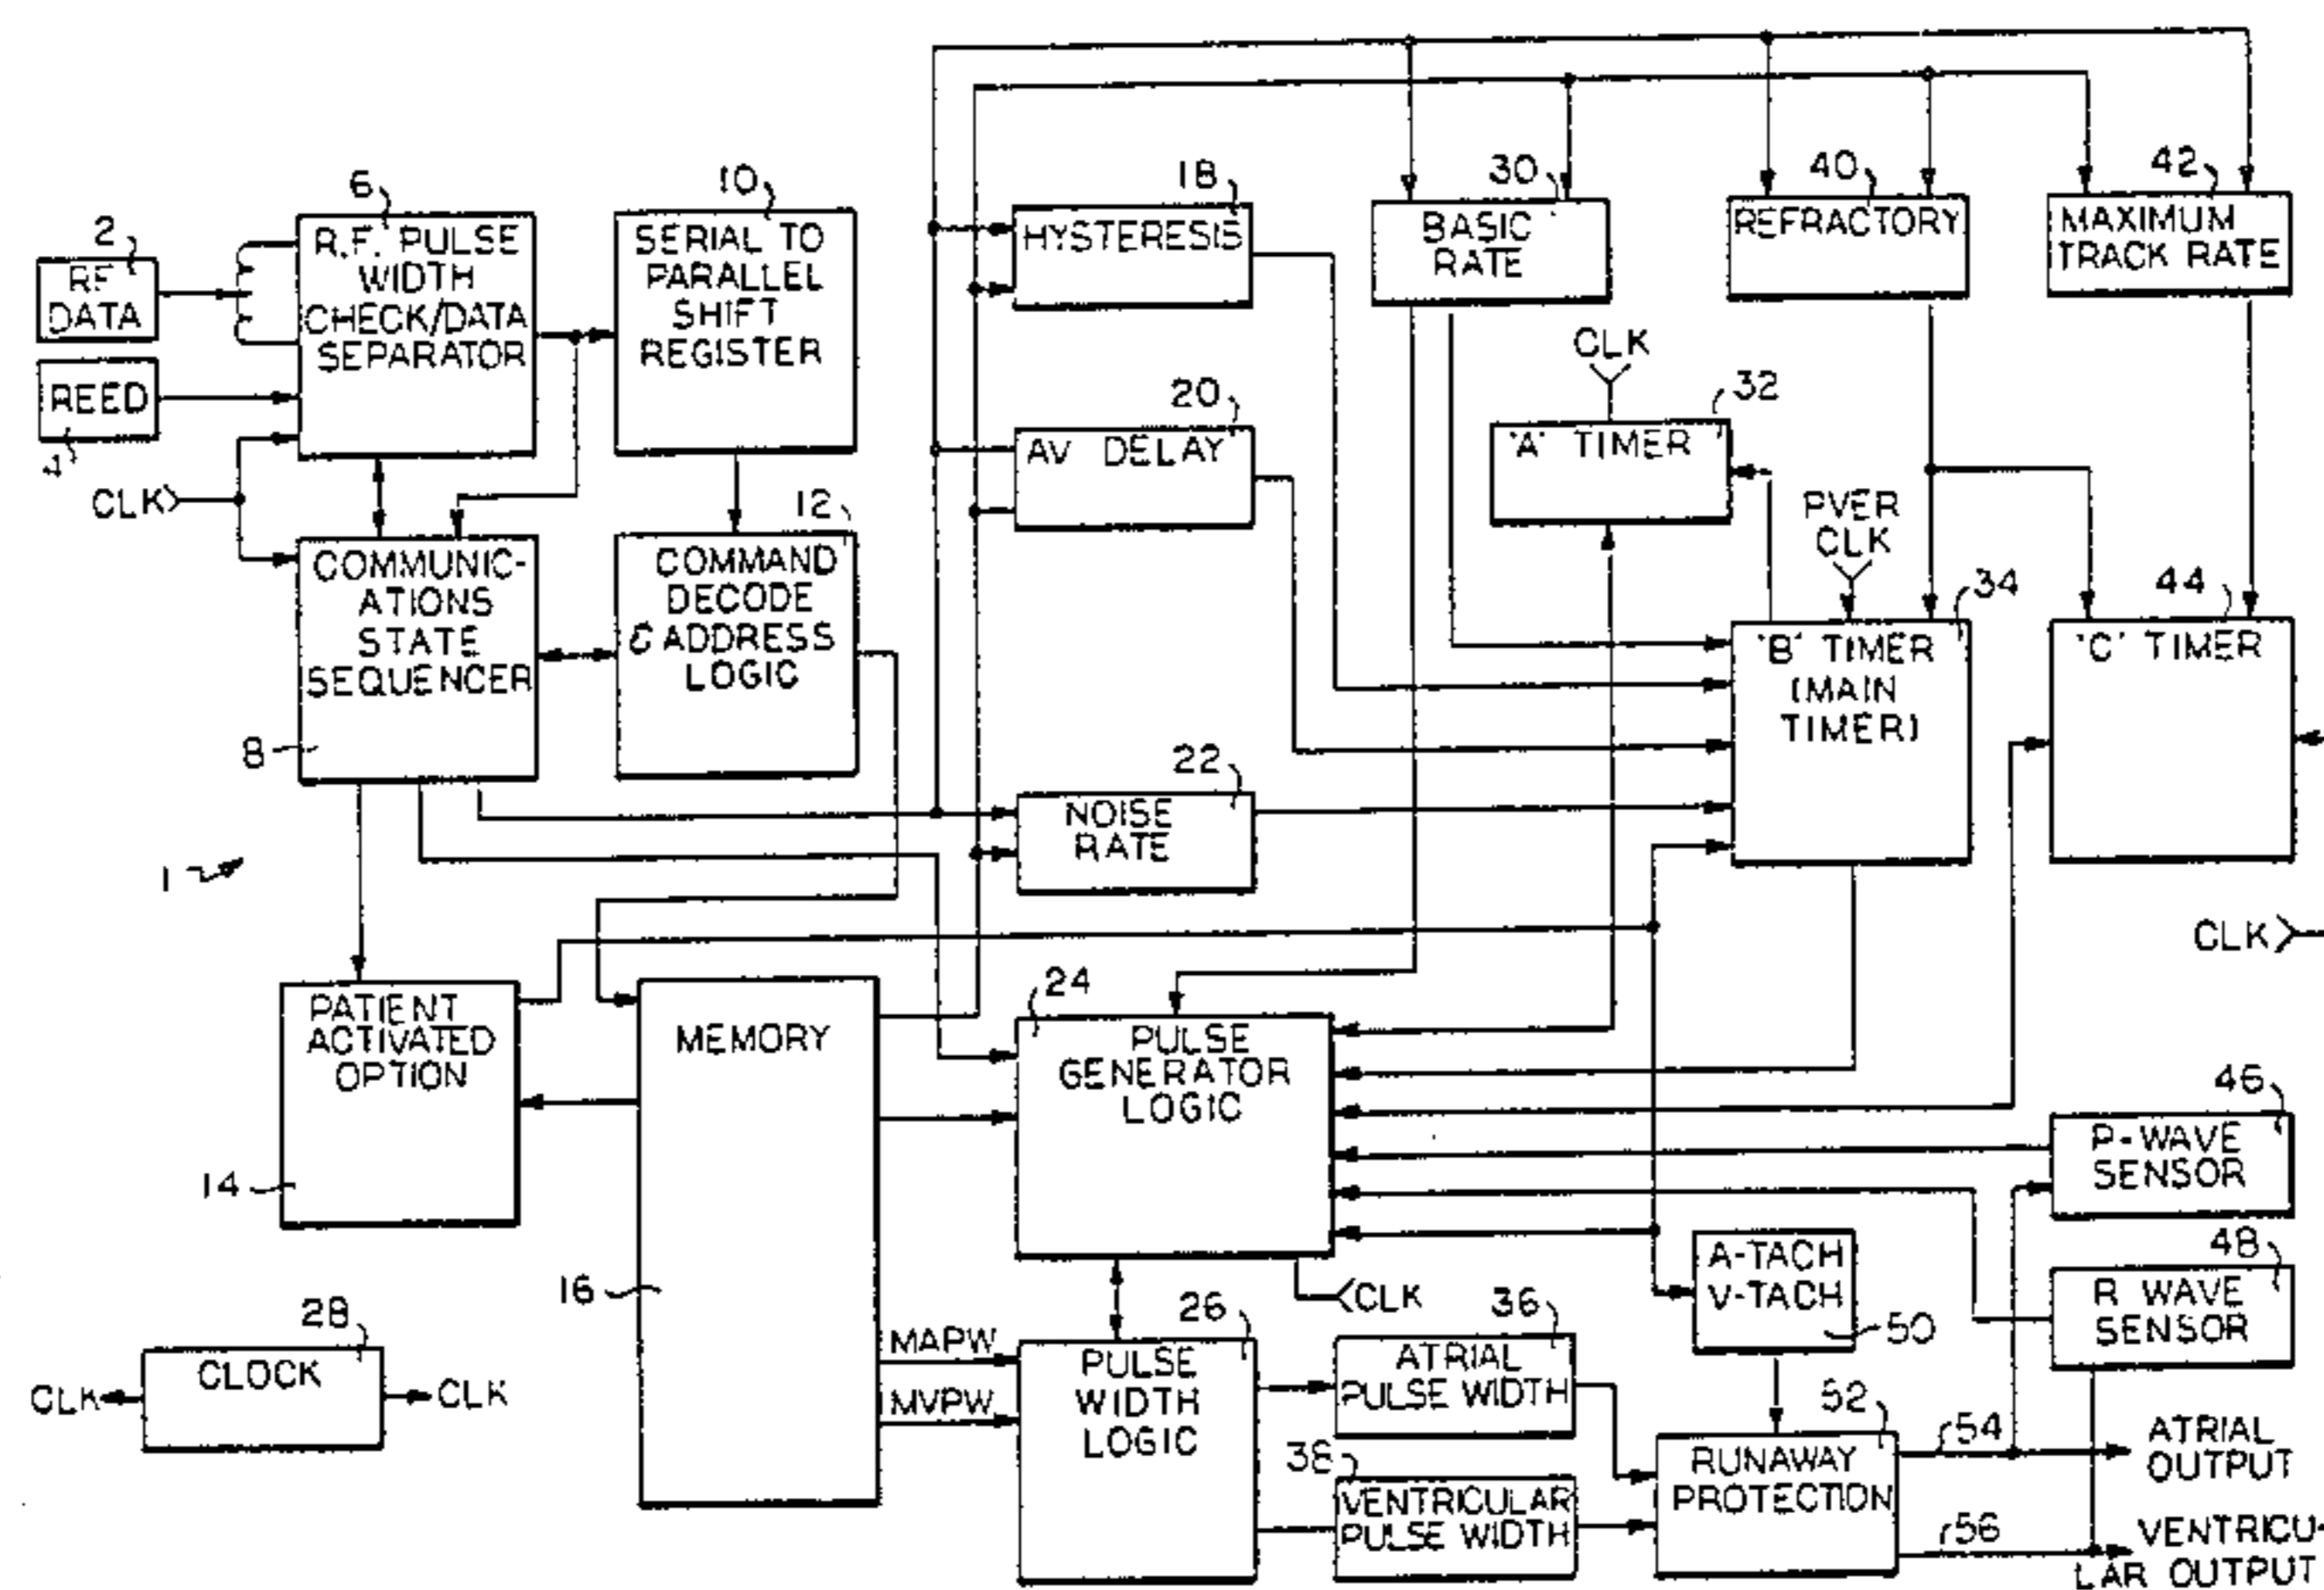 2
RF
DATA
REED
4
CLK
6
R.F. PULSE
WIDTH
CHECK/DATA
SEPARATOR
10
SERIAL TO
PARALLEL
SHIFT
REGISTER
COMMUNIC-
ATIONS
STATE
SEQUENCER
8
12
COMMAND
DECODE
& ADDRESS
LOGIC
1
18
HYSTERESIS
20
AV DELAY
22
NOISE
RATE
30
BASIC
RATE
40
REFRACTORY
42
MAXIMUM
TRACK RATE
CLK
32
'A' TIMER
PVER
CLK
34
'B' TIMER
(MAIN
TIMER)
44
'C' TIMER
CLK
PATIENT
ACTIVATED
OPTION
14
MEMORY
16
24
PULSE
GENERATOR
LOGIC
CLK
46
P-WAVE
SENSOR
48
R WAVE
SENSOR
A-TACH
V-TACH
50
28
CLOCK
CLK
CLK
MAPW
MVPW
26
PULSE
WIDTH
LOGIC
36
ATRIAL
PULSE WIDTH
38
VENTRICULAR
PULSE WIDTH
52
RUNAWAY
PROTECTION
54
ATRIAL
OUTPUT
56
VENTRICU-
LAR OUTPUT